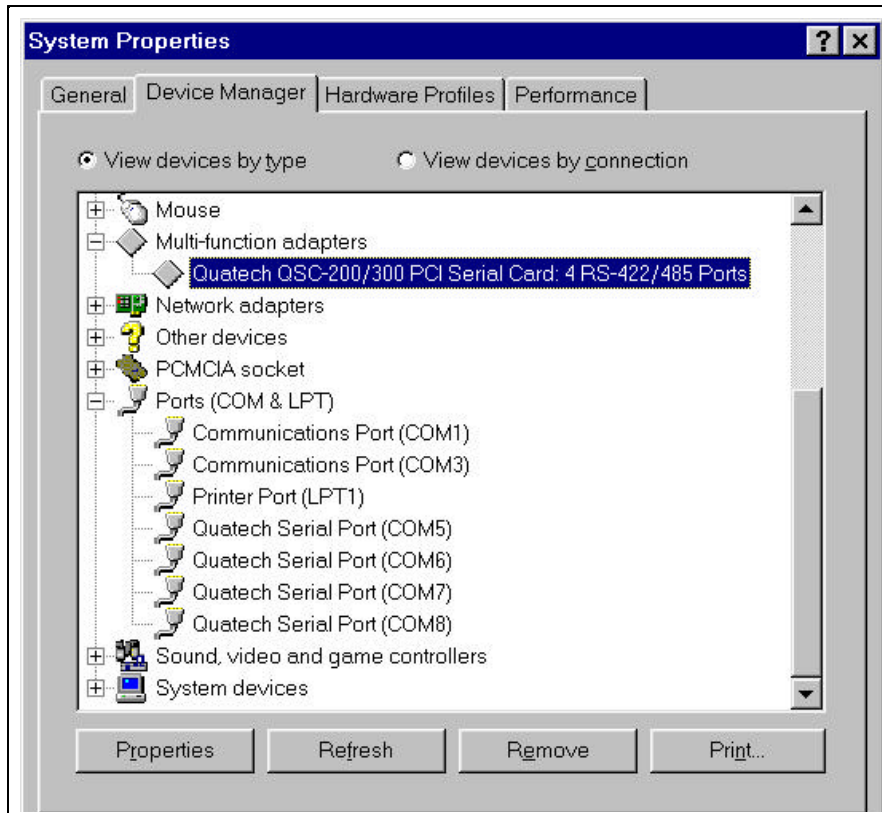 System Properties
General Device Manager Hardware Profiles Performance
View devices by type View devices by connection
Mouse
Multi-function adapters
Quatech QSC-200/300 PCI Serial Card: 4 RS-422/485 Ports
Network adapters
Other devices
PCMCIA socket
Ports (COM & LPT)
Communications Port (COM1)
Communications Port (COM3)
Printer Port (LPT1)
Quatech Serial Port (COM5)
Quatech Serial Port (COM6)
Quatech Serial Port (COM7)
Quatech Serial Port (COM8)
Sound, video and game controllers
System devices
Properties Refresh Remove Print...